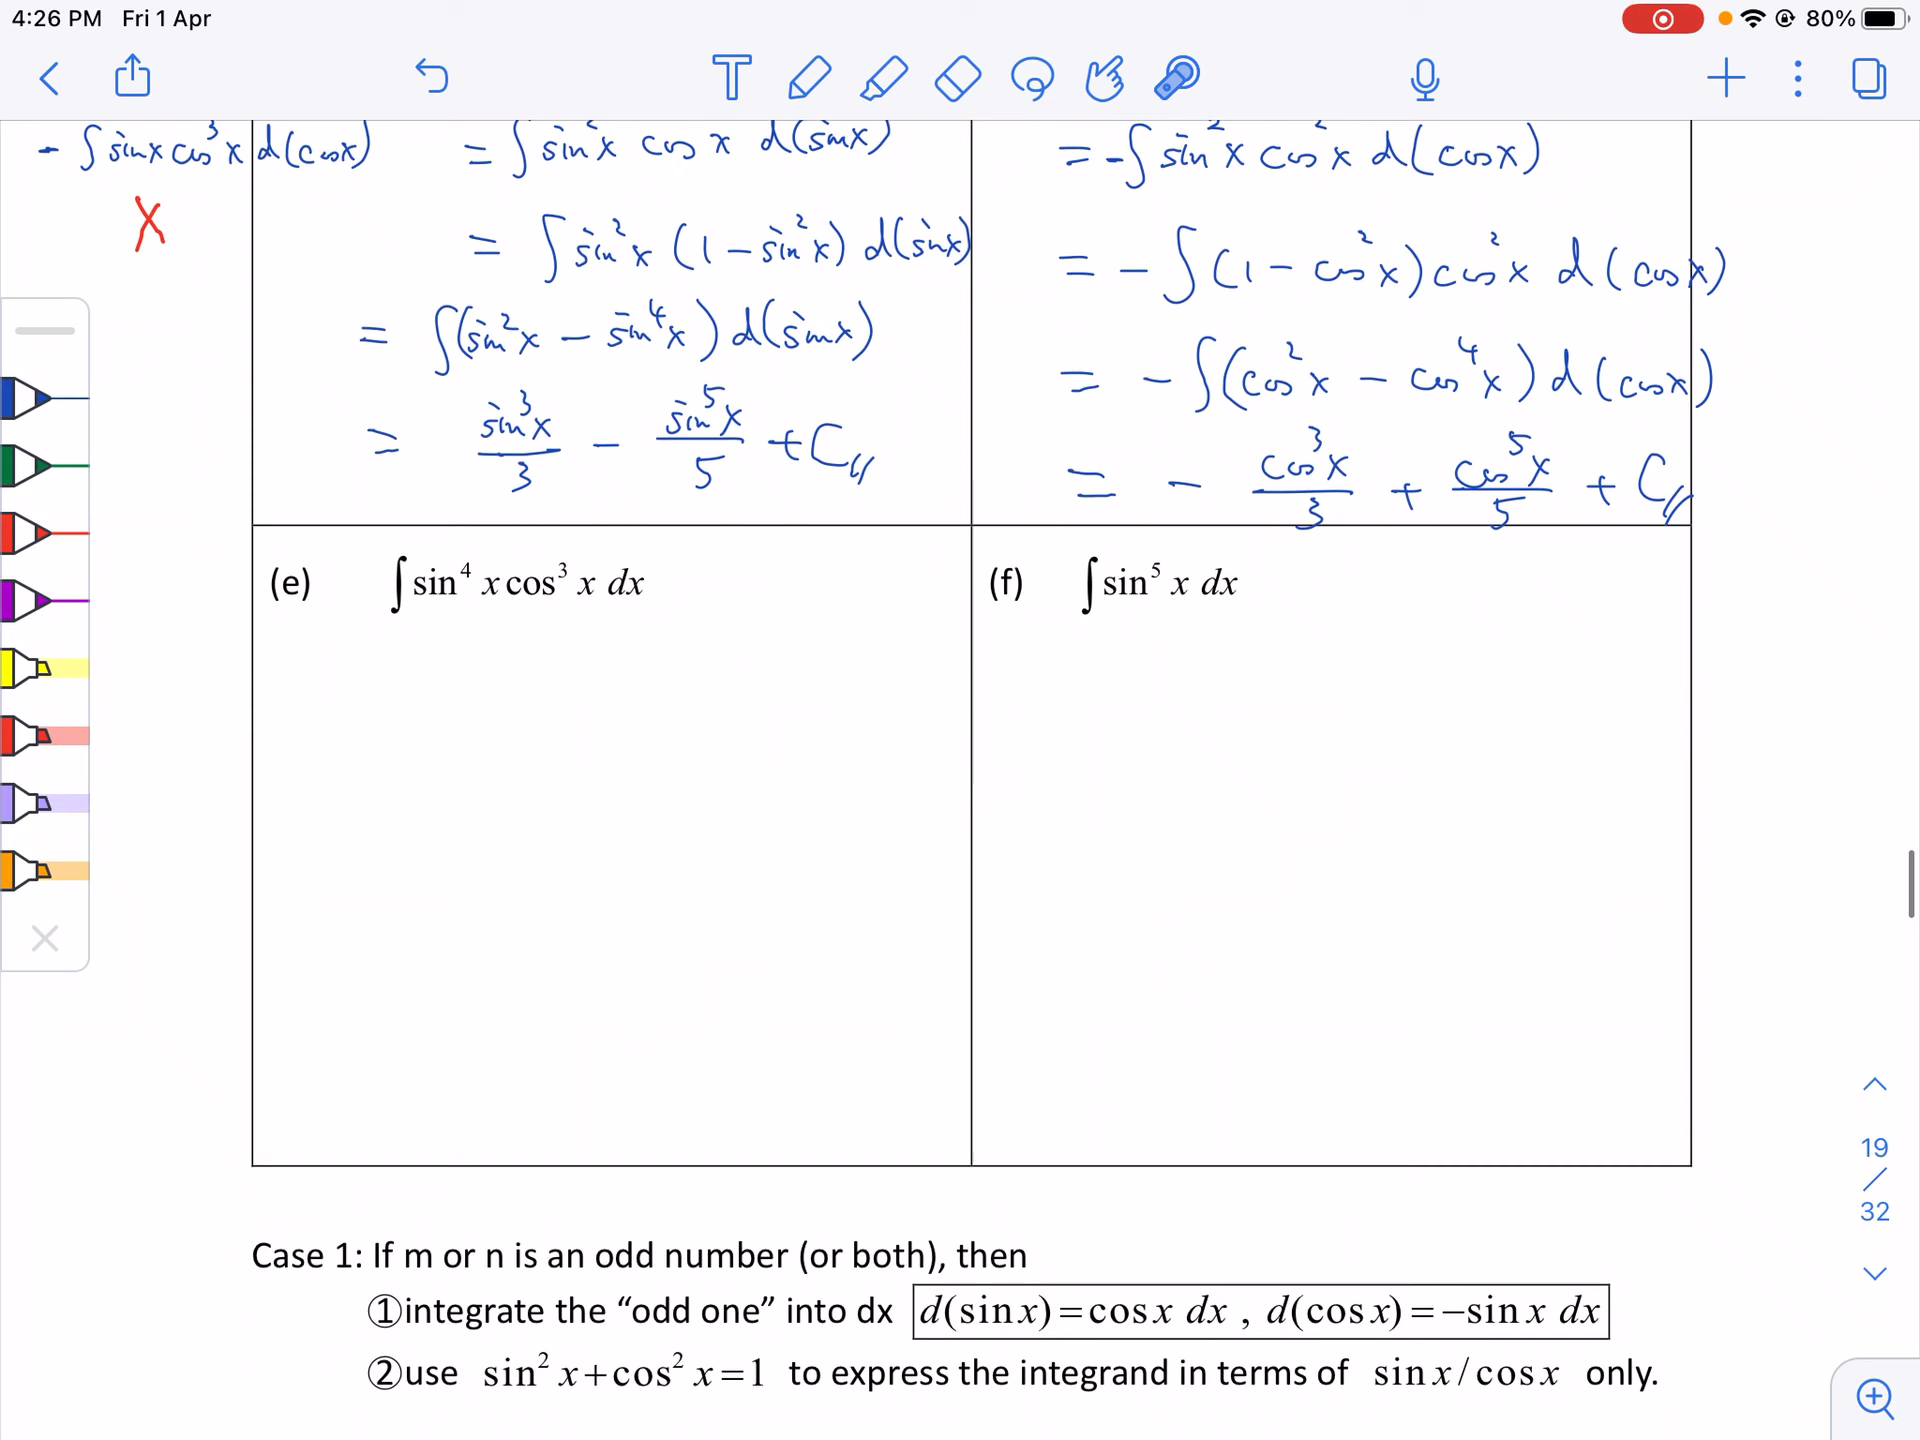 4:26 PM Fri 1 Apr
80%
T
- ∫ sinx cos³x d(cosx)
= ∫ sin²x cos x d(sinx)
= ∫ sin²x (1 − sin²x) d(sinx)
= ∫(sin²x − sin⁴x) d(sinx)
= sin³x/3 − sin⁵x/5 + C//
= -∫ sin²x cos²x d(cosx)
= − ∫ (1 − cos²x) cos²x d(cosx)
= − ∫(cos²x − cos⁴x) d(cosx)
= − cos³x/3 + cos⁵x/5 + C//
X
(e) ∫ sin⁴ x cos³ x dx
(f) ∫ sin⁵ x dx
19
/
32
Case 1: If m or n is an odd number (or both), then
①integrate the “odd one” into dx d(sin x) = cos x dx , d(cos x) = −sin x dx
②use sin² x + cos² x = 1 to express the integrand in terms of sin x / cos x only.